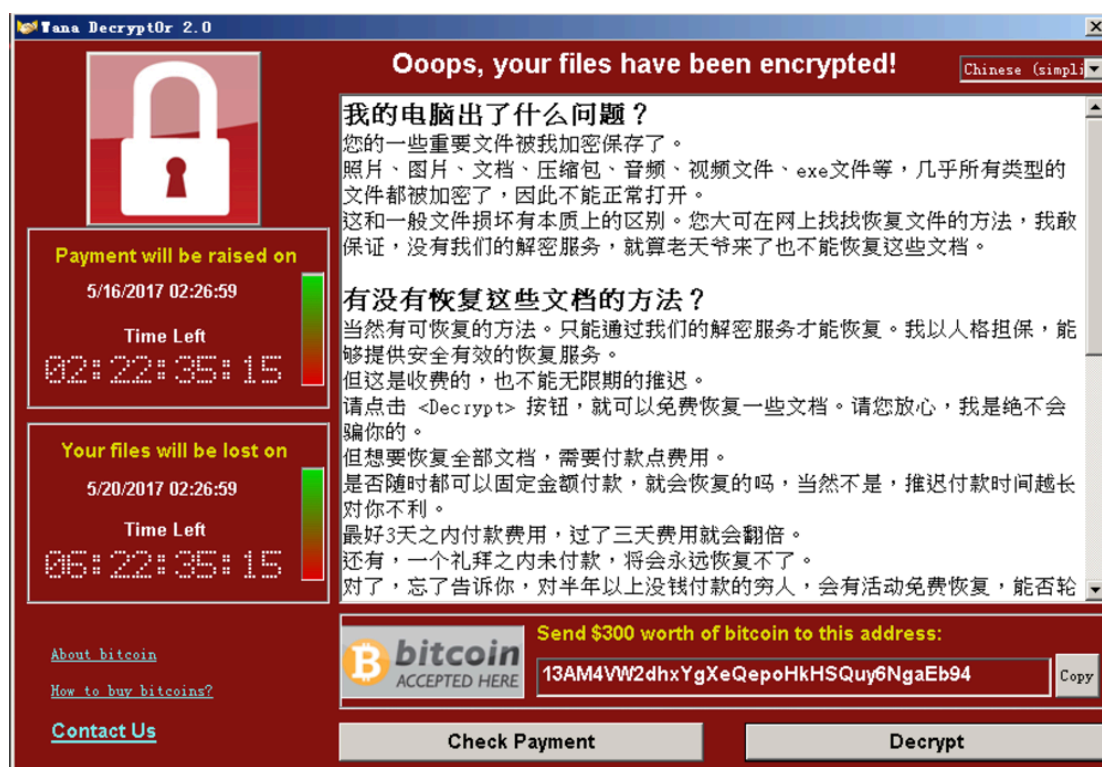 Tana Decrypt0r 2.0
Ooops, your files have been encrypted!
Chinese (simpli
我的电脑出了什么问题？
您的一些重要文件被我加密保存了。
照片、图片、文档、压缩包、音频、视频文件、exe文件等，几乎所有类型的
文件都被加密了，因此不能正常打开。
这和一般文件损坏有本质上的区别。您大可在网上找找恢复文件的方法，我敢
保证，没有我们的解密服务，就算老天爷来了也不能恢复这些文档。
有没有恢复这些文档的方法？
当然有可恢复的方法。只能通过我们的解密服务才能恢复。我以人格担保，能
够提供安全有效的恢复服务。
但这是收费的，也不能无限期的推迟。
请点击 <Decrypt> 按钮，就可以免费恢复一些文档。请您放心，我是绝不会
骗你的。
但想要恢复全部文档，需要付款点费用。
是否随时都可以固定金额付款，就会恢复的吗，当然不是，推迟付款时间越长
对你不利。
最好3天之内付款费用，过了三天费用就会翻倍。
还有，一个礼拜之内未付款，将会永远恢复不了。
对了，忘了告诉你，对半年以上没钱付款的穷人，会有活动免费恢复，能否轮
Payment will be raised on
5/16/2017 02:26:59
Time Left
02:22:35:15
Your files will be lost on
5/20/2017 02:26:59
Time Left
06:22:35:15
About bitcoin
How to buy bitcoins?
Contact Us
bitcoin
ACCEPTED HERE
Send $300 worth of bitcoin to this address:
13AM4VW2dhxYgXeQepoHkHSQuy6NgaEb94
Copy
Check Payment
Decrypt